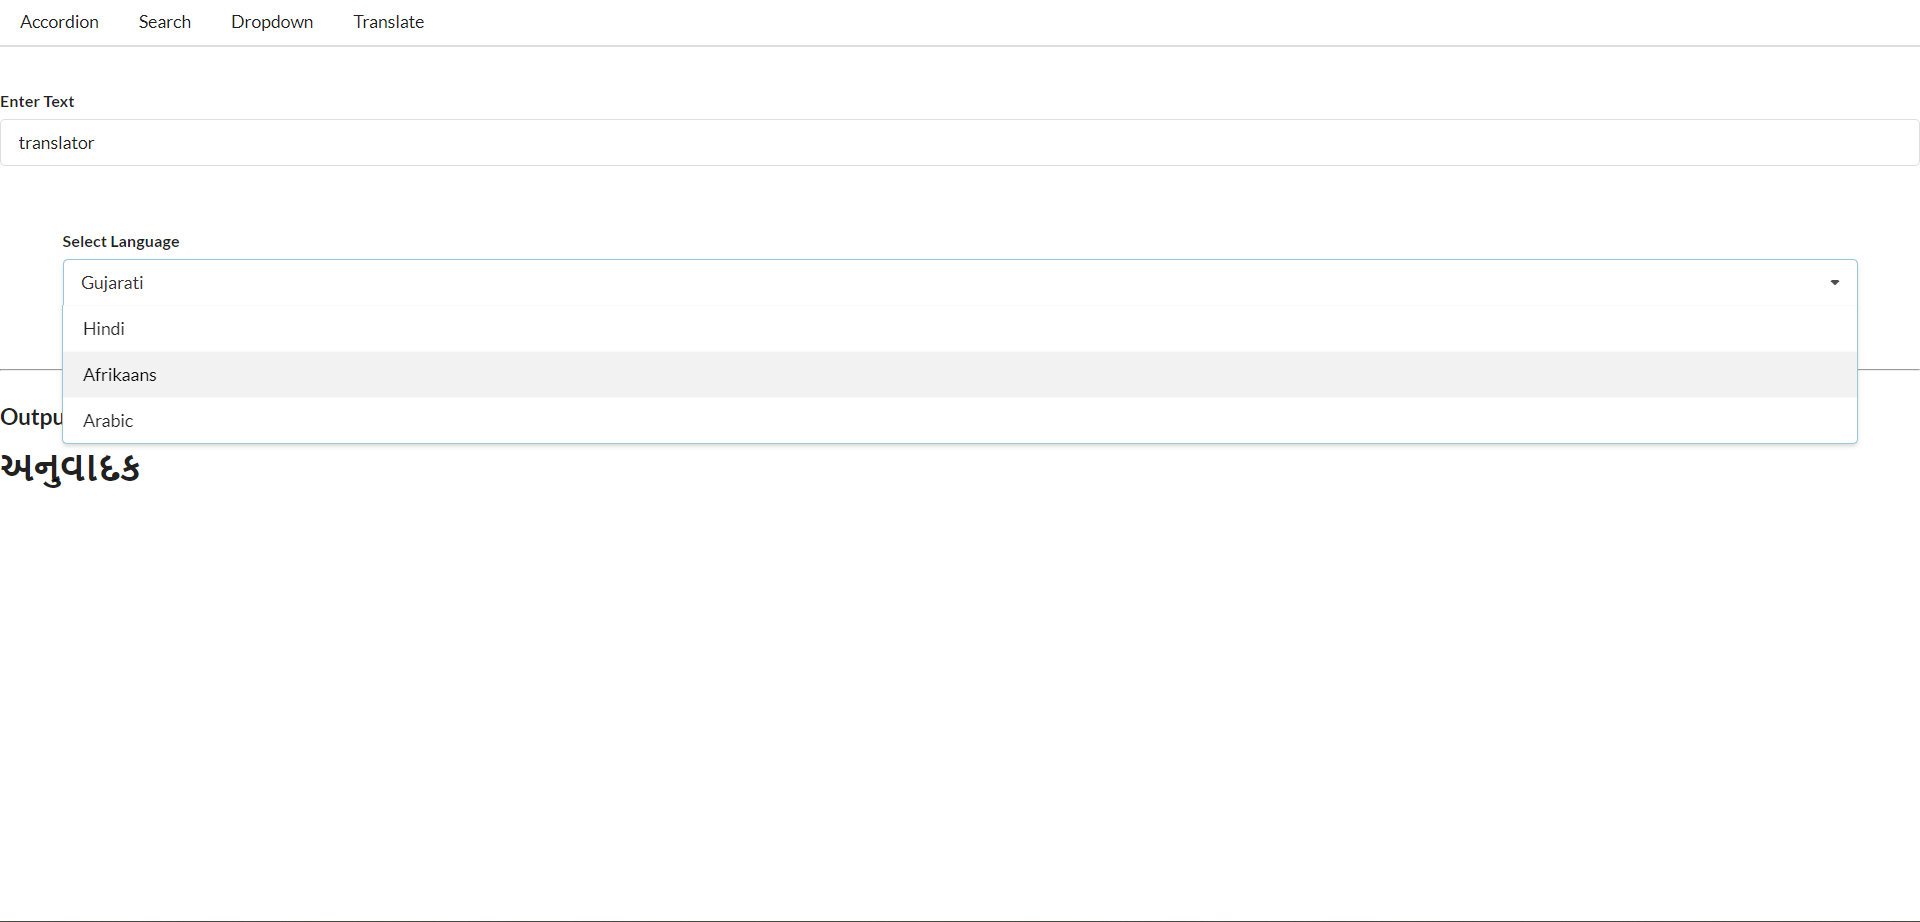 Accordion Search Dropdown Translate
Enter Text
translator
Select Language
Gujarati
Hindi
Afrikaans
Arabic
Outpu
અનુવાદક